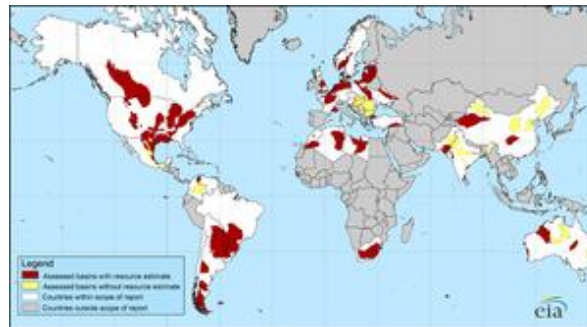 Legend
Assessed basins with resource estimate
Assessed basins without resource estimate
Countries within scope of report
Countries outside scope of report
eia